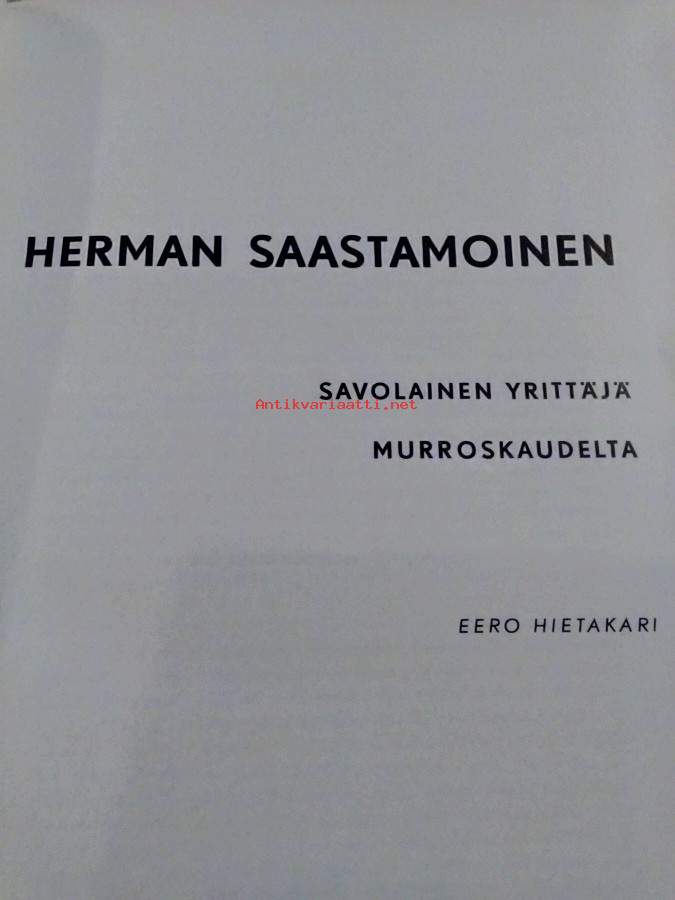 HERMAN SAASTAMOINEN
SAVOLAINEN YRITTÄJÄ
Antikvariaatti.net
MURROSKAUDELTA
EERO HIETAKARI